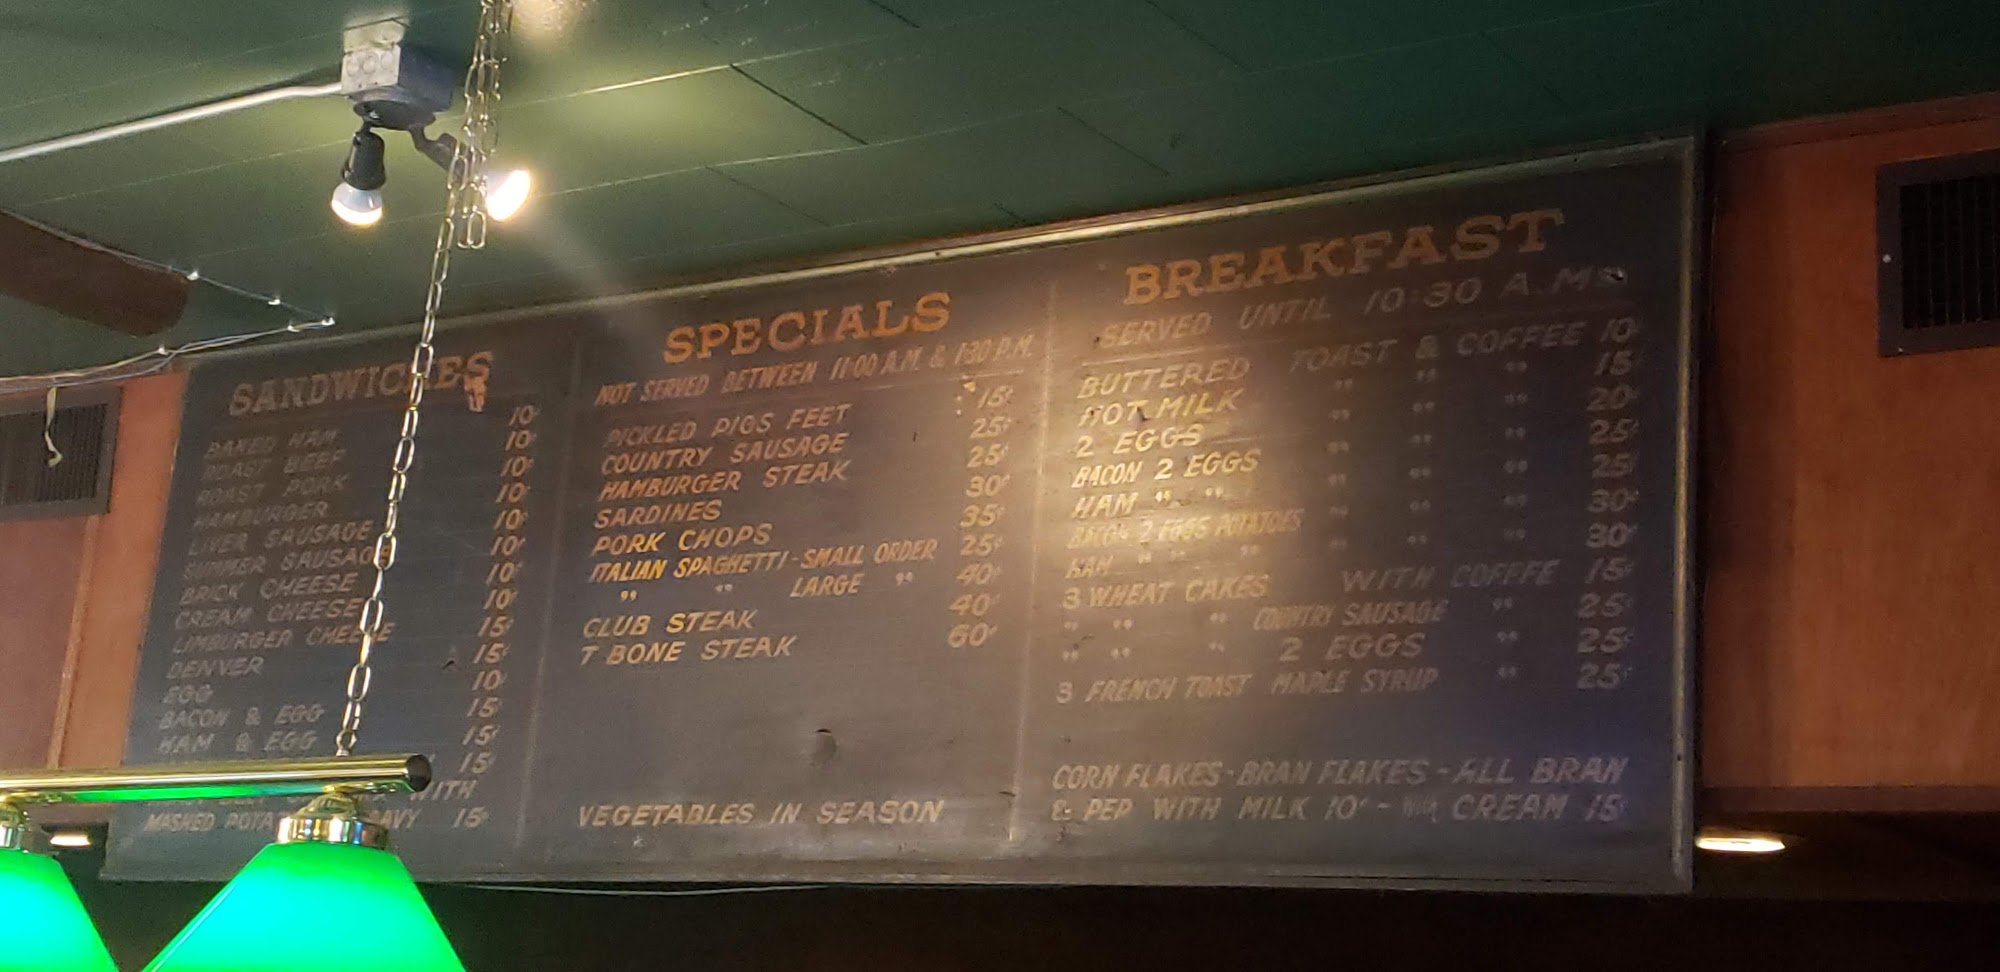 SANDWICHES
BAKED HAM 10¢
ROAST BEEF 10¢
ROAST PORK 10¢
HAMBURGER 10¢
LIVER SAUSAGE 10¢
SUMMER SAUSAGE 10¢
BRICK CHEESE 10¢
CREAM CHEESE 10¢
LIMBURGER CHEESE 15¢
DENVER 15¢
EGG 10¢
BACON & EGG 15¢
HAM & EGG 15¢
15¢
WITH
MASHED 15¢
SPECIALS
NOT SERVED BETWEEN 11:00 A.M. & 1:30 P.M.
PICKLED PIGS FEET 15¢
COUNTRY SAUSAGE 25¢
HAMBURGER STEAK 25¢
SARDINES 30¢
PORK CHOPS 35¢
ITALIAN SPAGHETTI - SMALL ORDER 25¢
" " LARGE " 40¢
CLUB STEAK 40¢
T BONE STEAK 60¢
VEGETABLES IN SEASON
BREAKFAST
SERVED UNTIL 10:30 A.M.
BUTTERED TOAST & COFFEE 10¢
HOT MILK " " " 15¢
2 EGGS " " " 20¢
BACON 2 EGGS " " " 25¢
HAM " " " " " 25¢
BACON 2 EGGS POTATOES " " " 30¢
HAM " " " " " " 30¢
3 WHEAT CAKES WITH COFFEE 15¢
" " " COUNTRY SAUSAGE " 25¢
" " " 2 EGGS " 25¢
3 FRENCH TOAST MAPLE SYRUP " 25¢
CORN FLAKES - BRAN FLAKES - ALL BRAN
& PEP WITH MILK 10¢ - CREAM 15¢